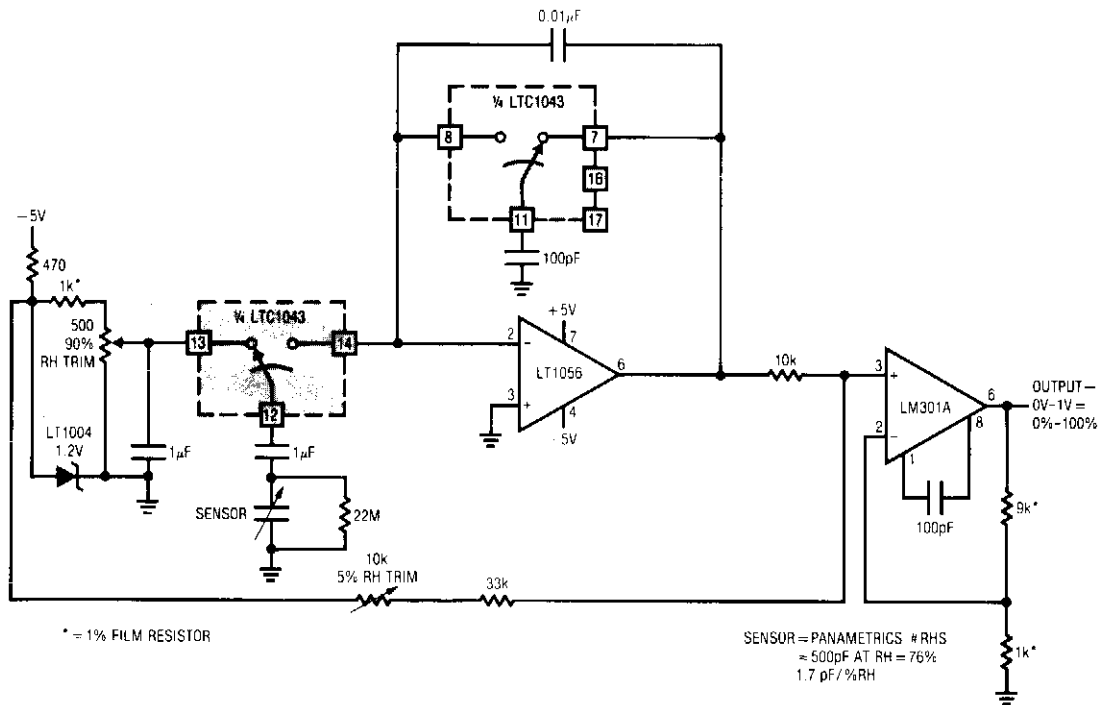 0.01µF
¼ LTC1043
8
7
16
11
17
100pF
−5V
470
1k*
500
90%
RH TRIM
¼ LTC1043
13
14
12
LT1004
1.2V
1µF
1µF
SENSOR
22M
+5V
2
−
7
LT1056
6
3
+
4
-5V
10k
3
+
LM301A
6
2
−
8
1
100pF
OUTPUT —
0V-1V =
0%-100%
9k*
1k*
10k
5% RH TRIM
33k
* = 1% FILM RESISTOR
SENSOR = PANAMETRICS #RHS
≈ 500pF AT RH = 76%
1.7 pF/%RH